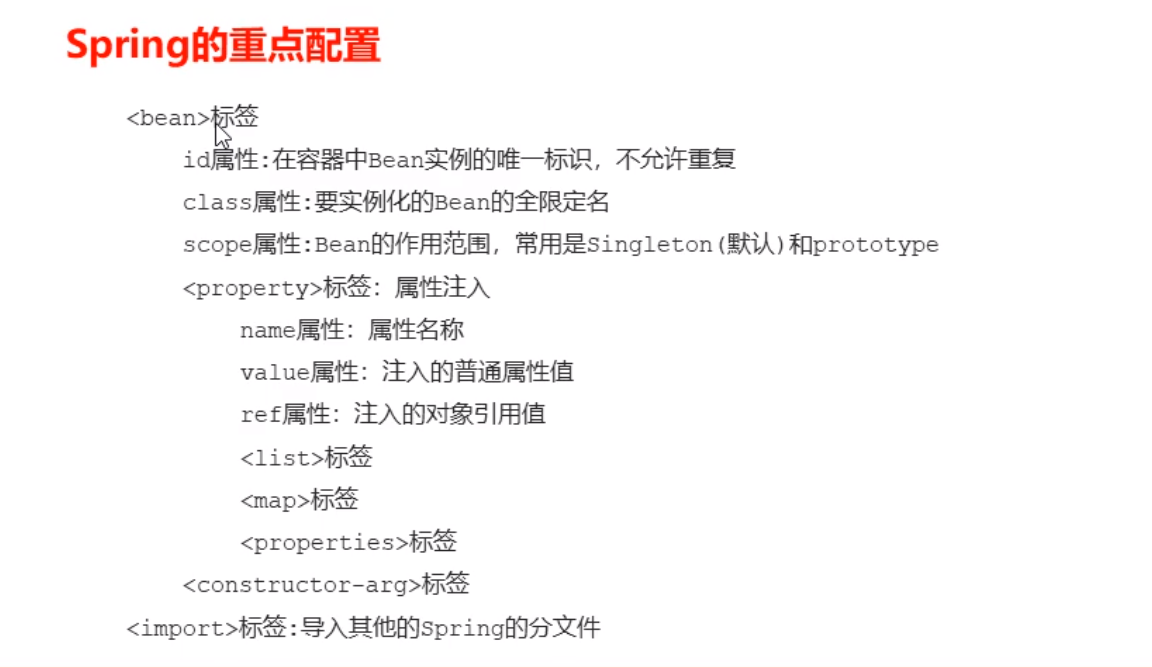 Spring的重点配置
<bean>标签
id属性:在容器中Bean实例的唯一标识，不允许重复
class属性:要实例化的Bean的全限定名
scope属性:Bean的作用范围，常用是Singleton(默认)和prototype
<property>标签：属性注入
name属性：属性名称
value属性：注入的普通属性值
ref属性：注入的对象引用值
<list>标签
<map>标签
<properties>标签
<constructor-arg>标签
<import>标签:导入其他的Spring的分文件